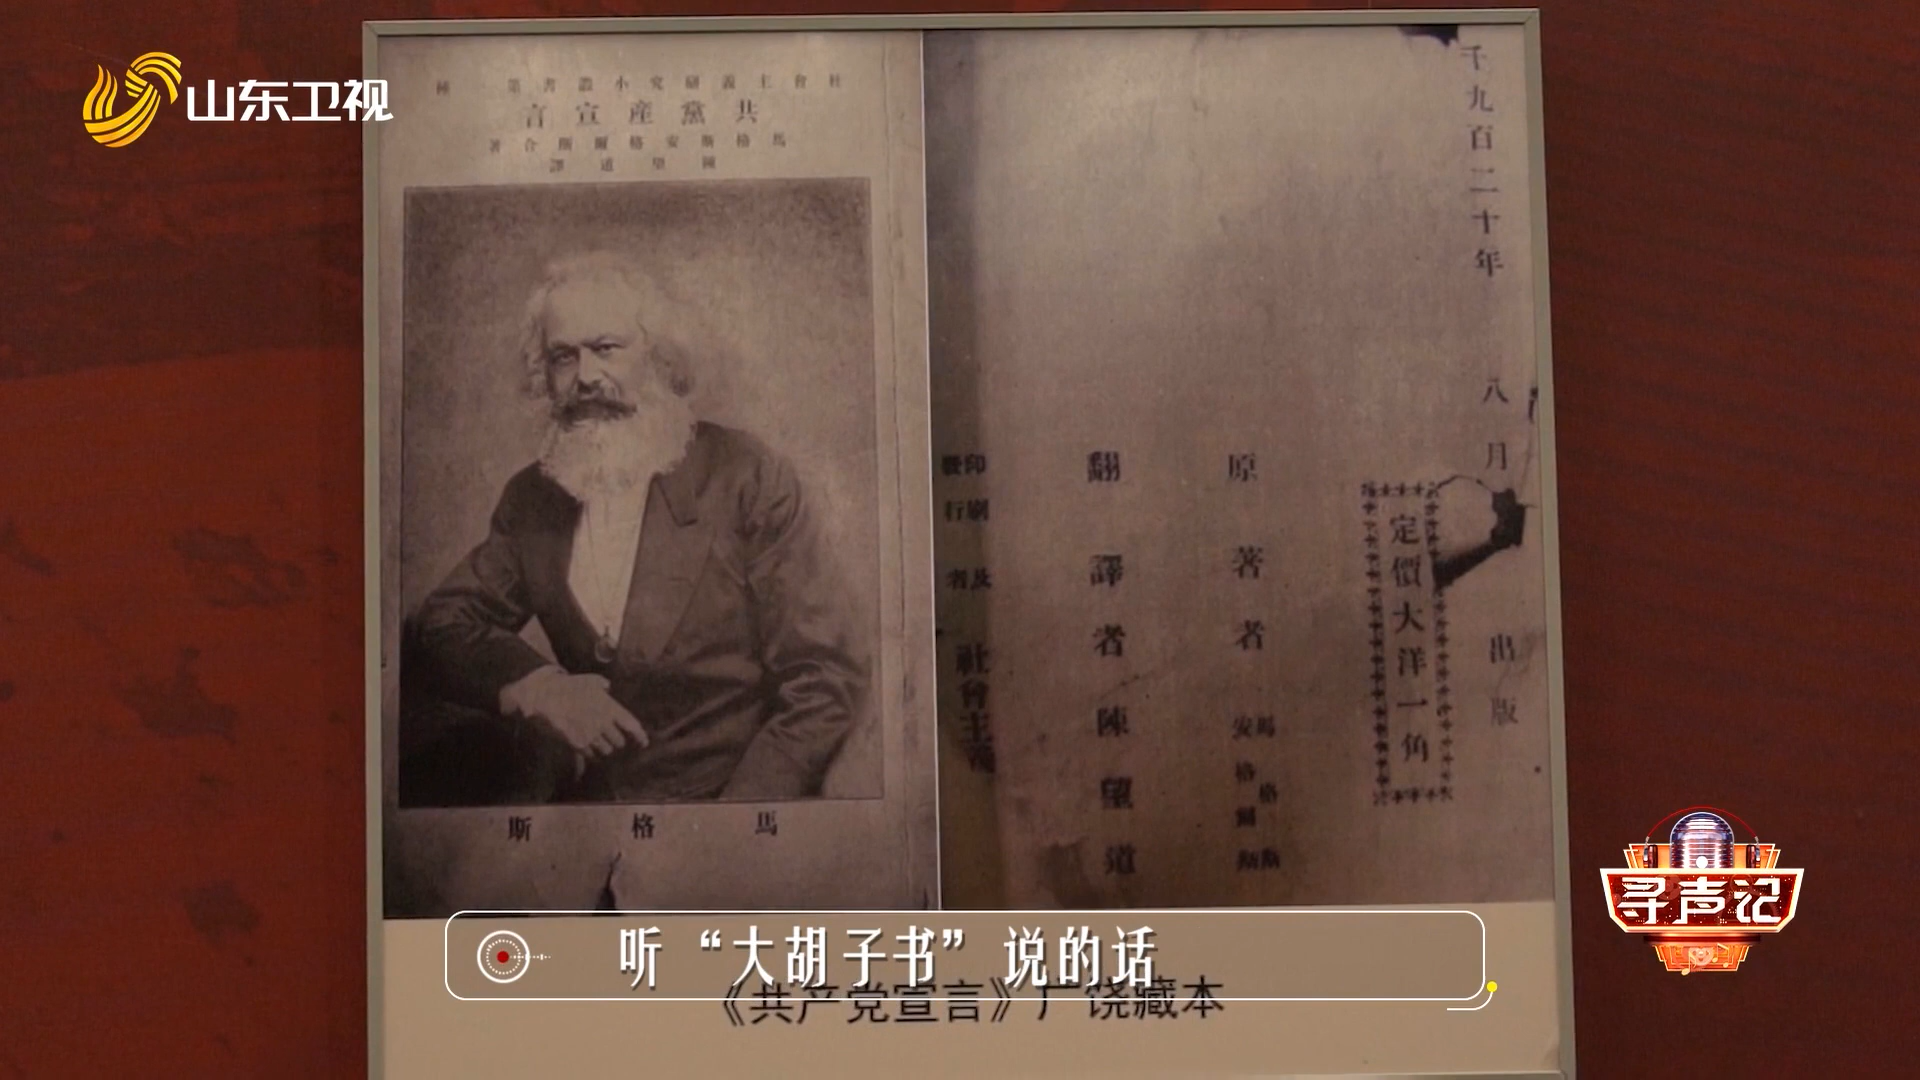 山东卫视
社會主義研究小叢書第一種
共黨產宣言
馬格斯安格爾斯合著
陳望道譯
馬格斯
千九百二十年八月出版
定價大洋一角
原著者 馬格斯 安格爾斯
翻譯者陳望道
印刷及發行者 社會主義
听“大胡子书”说的话
《共产党宣言》广饶藏本
寻声记